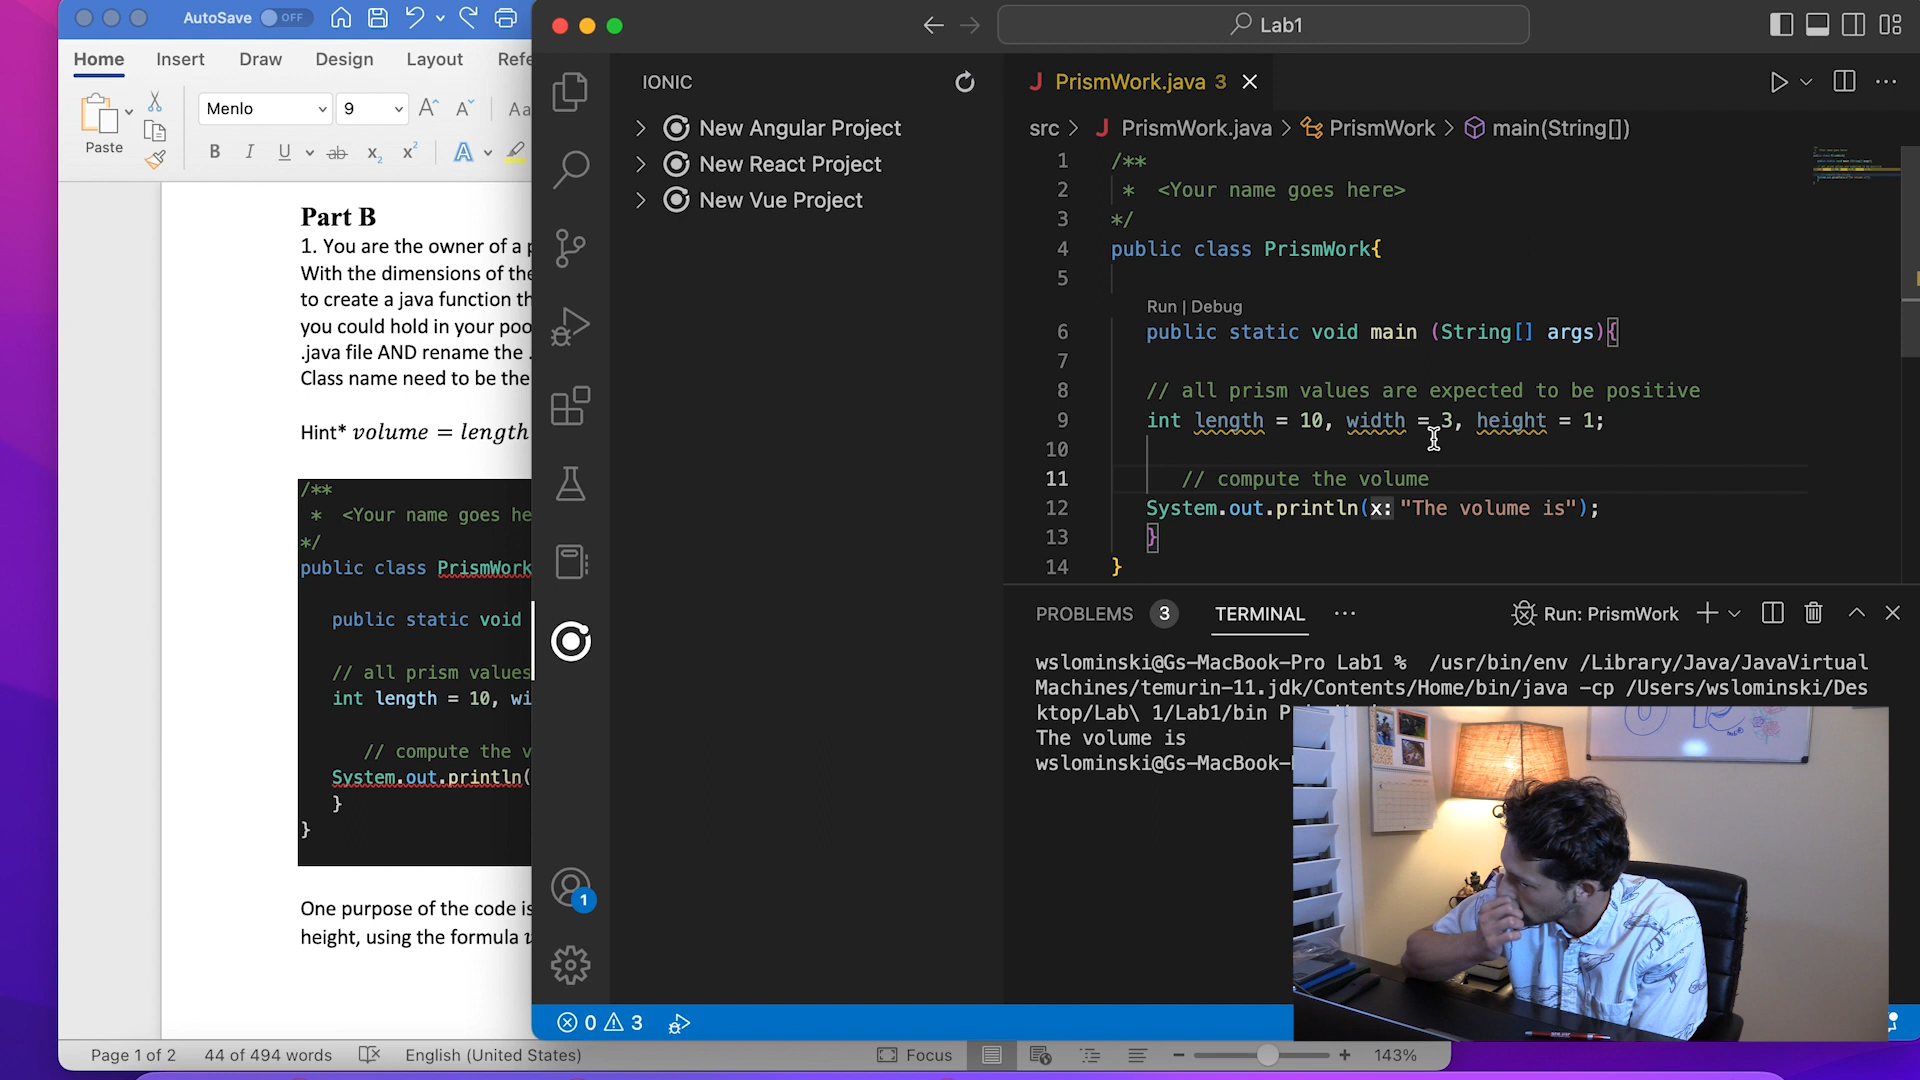 AutoSave OFF
Home Insert Draw Design Layout Refe
Paste
Menlo 9
B I U ab x₂ x² A
Part B
1. You are the owner of a p
With the dimensions of the
to create a java function th
you could hold in your poo
.java file AND rename the .
Class name need to be the
Hint* volume = length
/**
* <Your name goes he
*/
public class PrismWork
public static void
// all prism values
int length = 10, wi
// compute the v
System.out.println(
}
}
One purpose of the code is
height, using the formula v
Page 1 of 2 44 of 494 words English (United States) Focus 143%
Lab1
IONIC
New Angular Project
New React Project
New Vue Project
1
PrismWork.java 3
src > PrismWork.java > PrismWork > main(String[])
1 /**
2 * <Your name goes here>
3 */
4 public class PrismWork{
5
Run | Debug
6 public static void main (String[] args){
7
8 // all prism values are expected to be positive
9 int length = 10, width = 3, height = 1;
10
11 // compute the volume
12 System.out.println(x: "The volume is");
13 }
14 }
PROBLEMS 3 TERMINAL Run: PrismWork
wslominski@Gs-MacBook-Pro Lab1 % /usr/bin/env /Library/Java/JavaVirtual
Machines/temurin-11.jdk/Contents/Home/bin/java -cp /Users/wslominski/Des
ktop/Lab\ 1/Lab1/bin
The volume is
wslominski@Gs-MacBook-
0 3